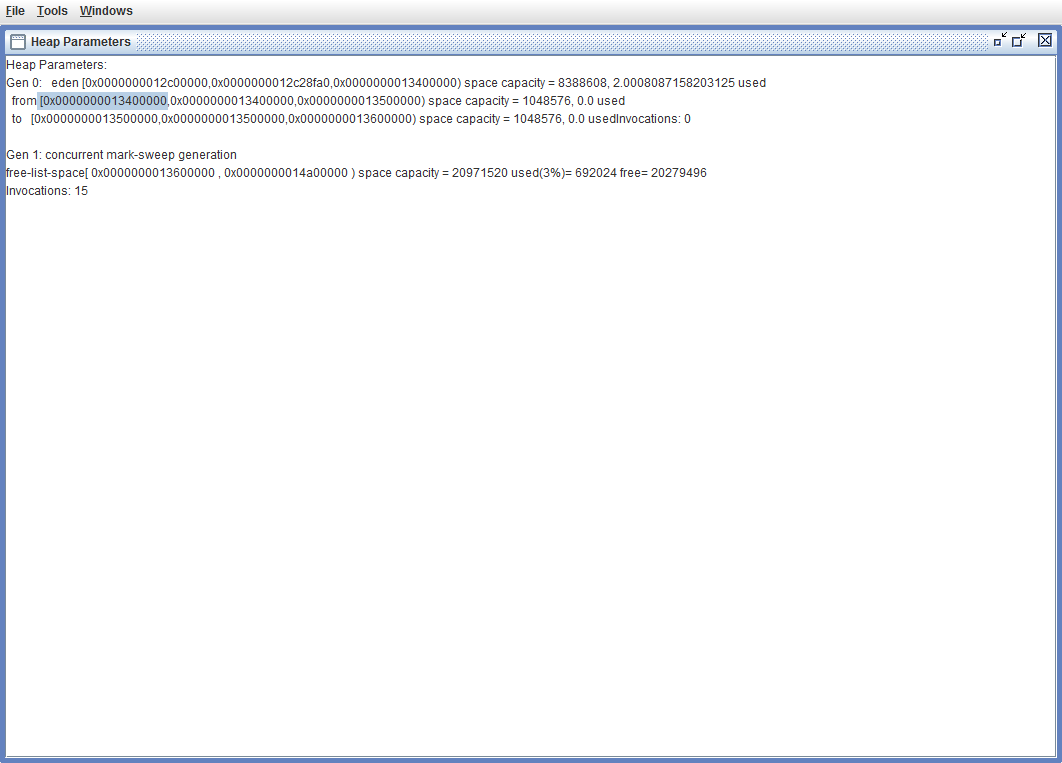 File Tools Windows
Heap Parameters
Heap Parameters:
Gen 0:   eden [0x0000000012c00000,0x0000000012c28fa0,0x0000000013400000) space capacity = 8388608, 2.0008087158203125 used
  from [0x0000000013400000,0x0000000013400000,0x0000000013500000) space capacity = 1048576, 0.0 used
  to   [0x0000000013500000,0x0000000013500000,0x0000000013600000) space capacity = 1048576, 0.0 usedInvocations: 0
Gen 1: concurrent mark-sweep generation
free-list-space[ 0x0000000013600000 , 0x0000000014a00000 ) space capacity = 20971520 used(3%)= 692024 free= 20279496
Invocations: 15